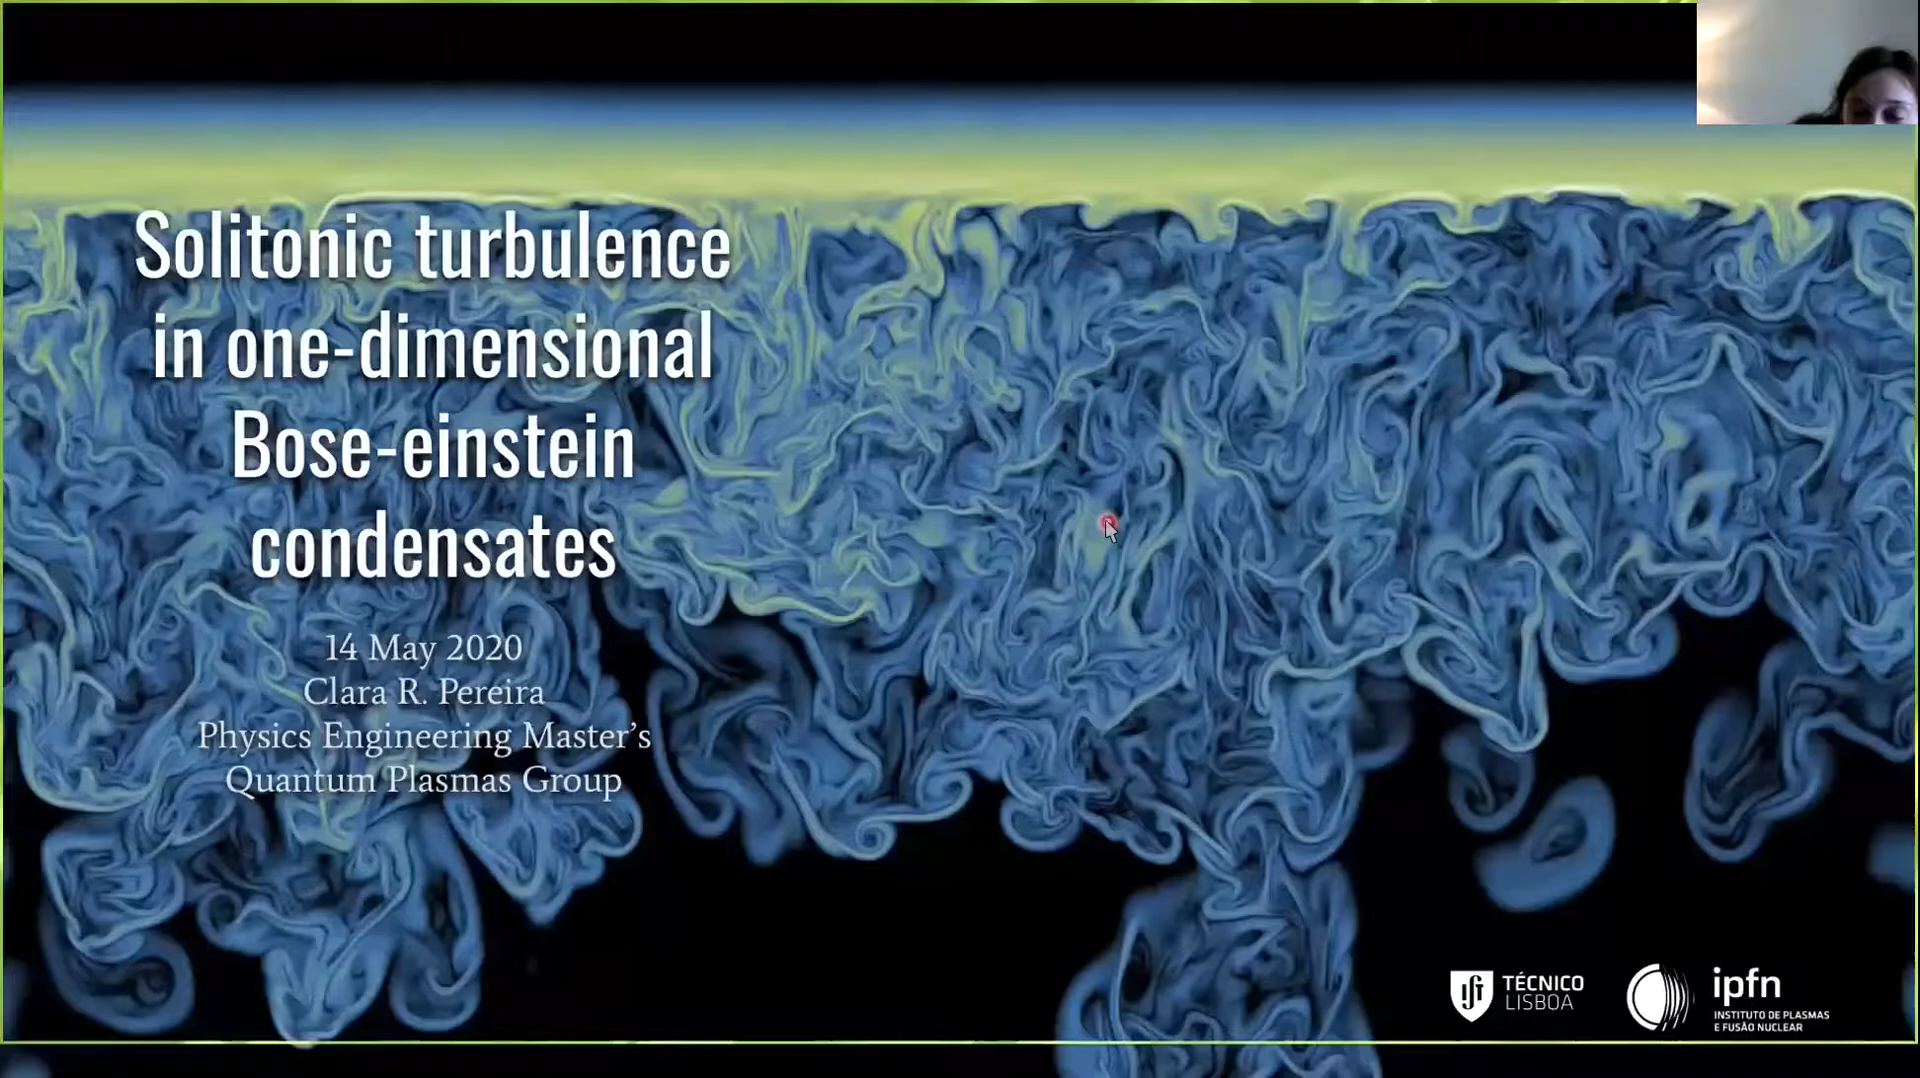 Solitonic turbulence
in one-dimensional
Bose-einstein
condensates
14 May 2020
Clara R. Pereira
Physics Engineering Master's
Quantum Plasmas Group
TÉCNICO
LISBOA
ipfn
INSTITUTO DE PLASMAS
E FUSÃO NUCLEAR